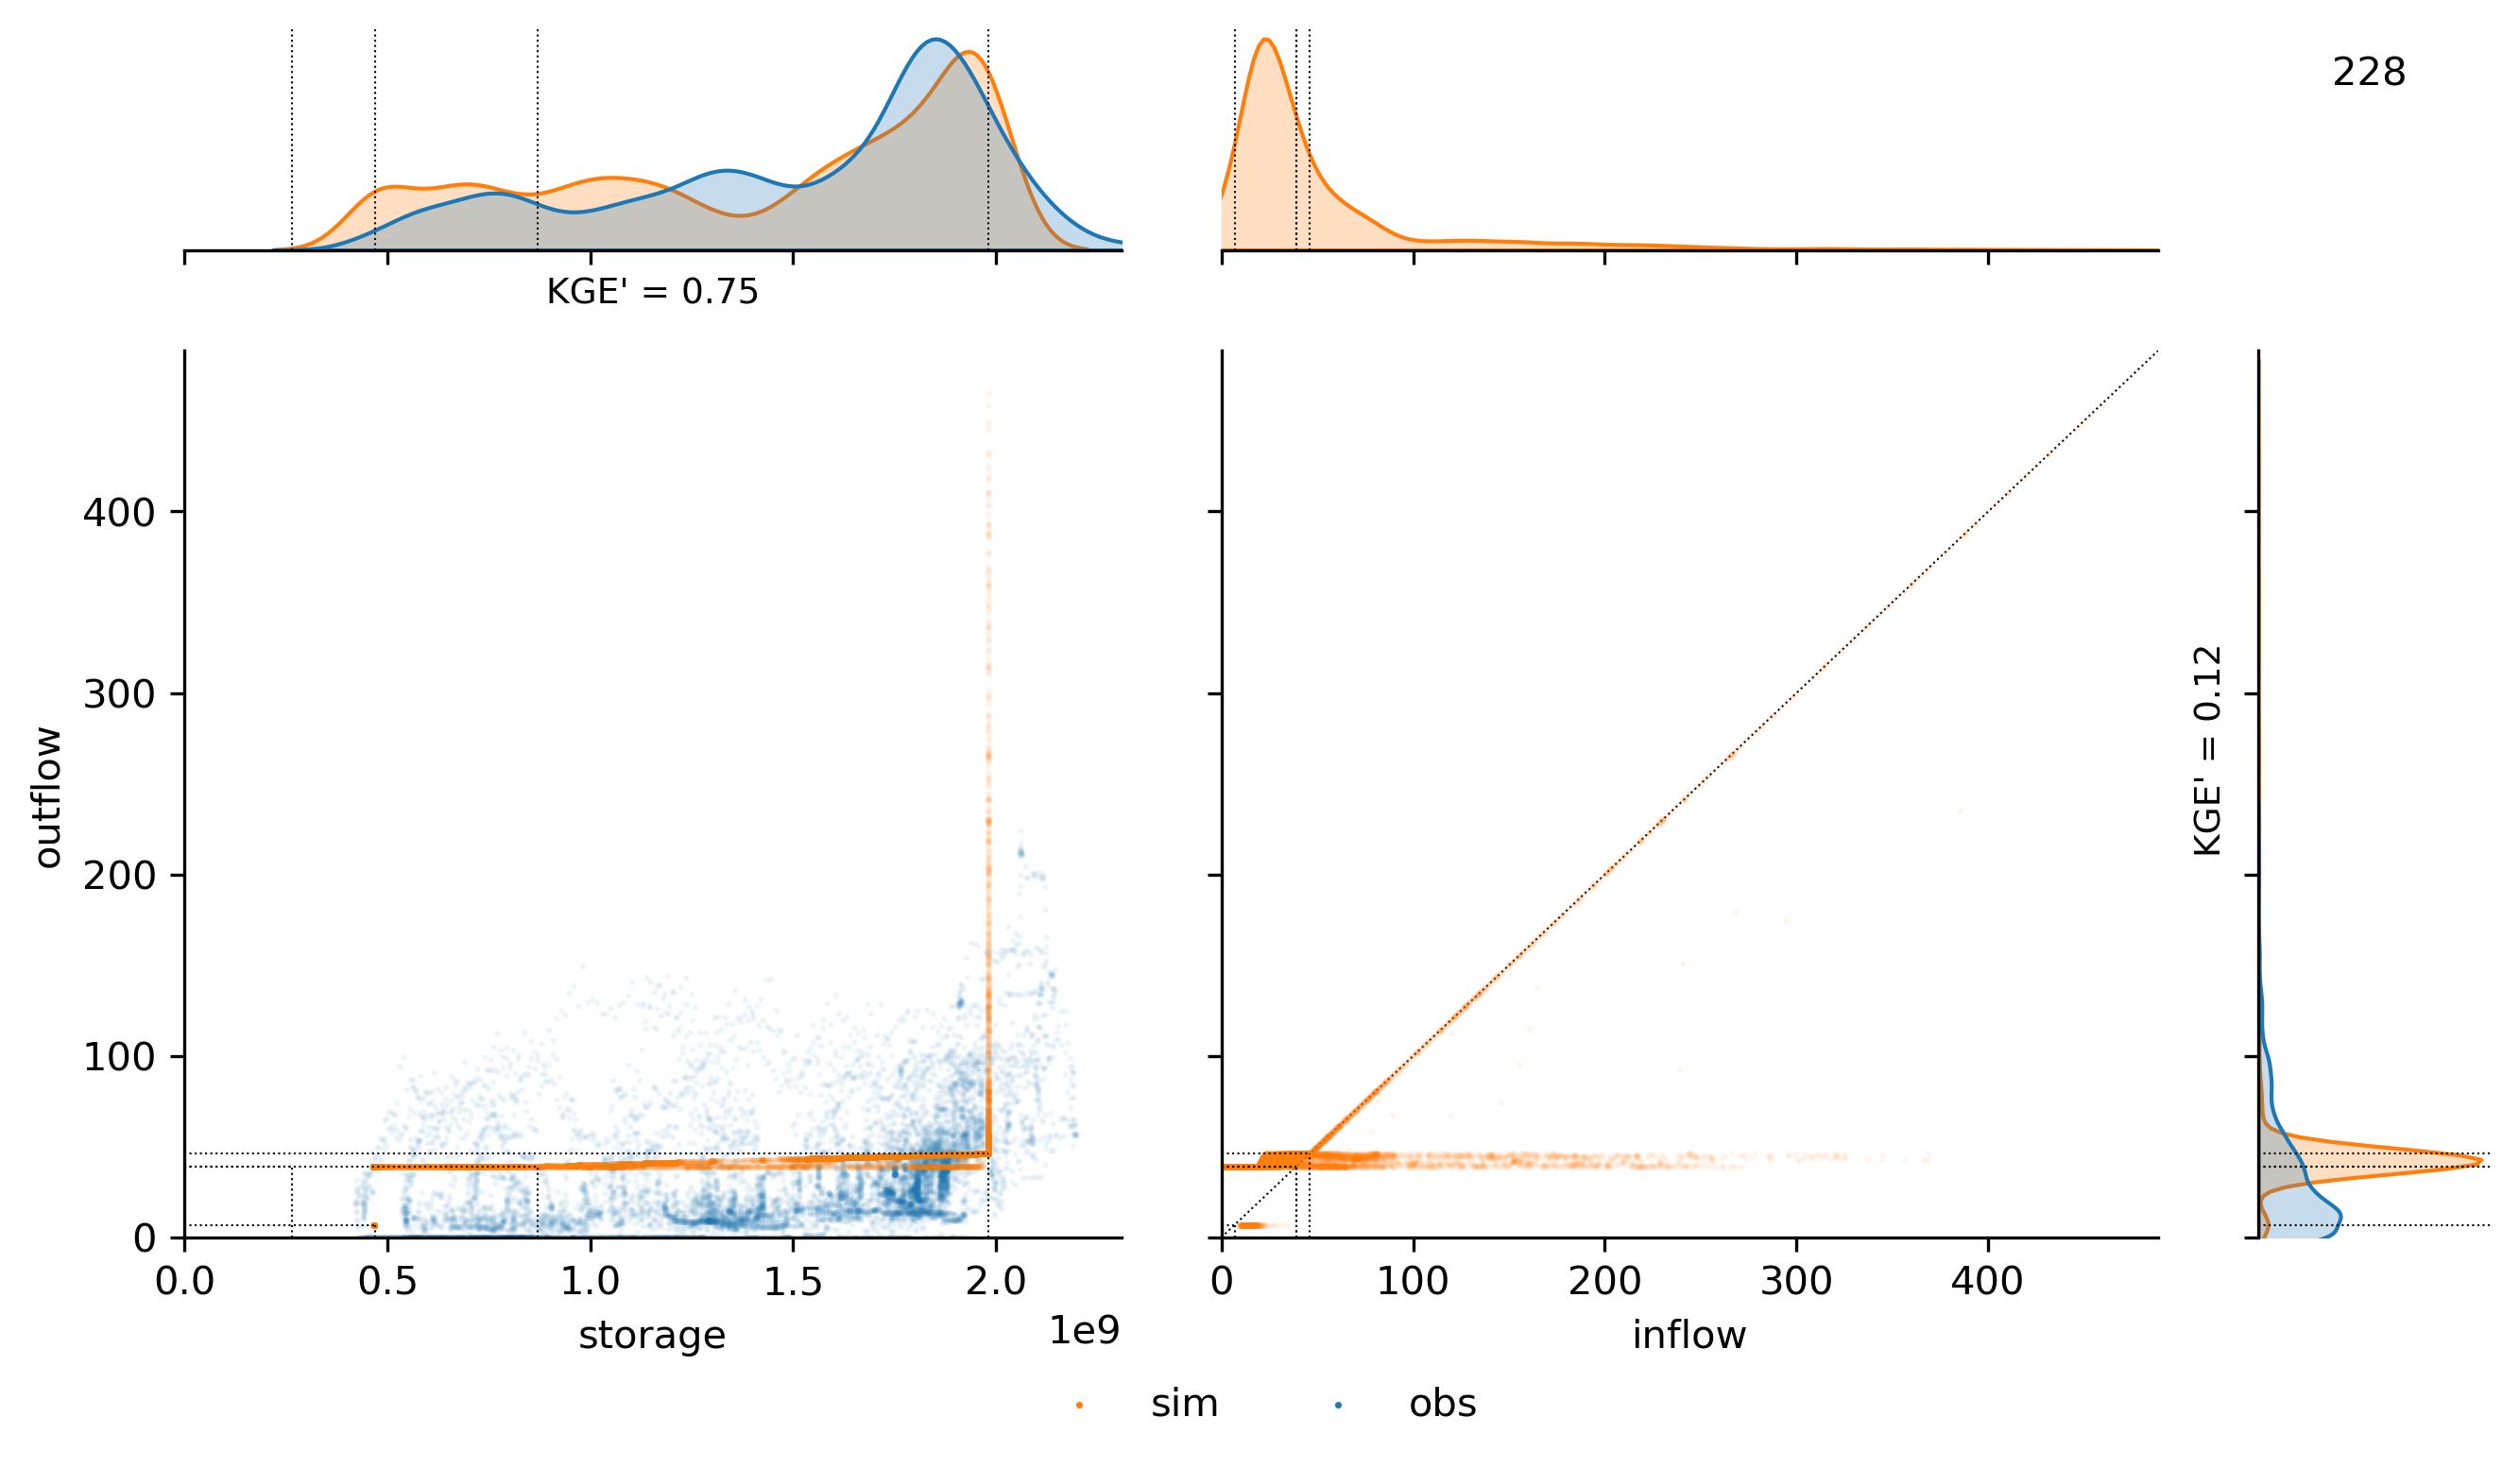 228
KGE' = 0.75
outflow
400
300
200
100
0
0.0 0.5 1.0 1.5 2.0
1e9
storage
KGE' = 0.12
0 100 200 300 400
inflow
sim obs